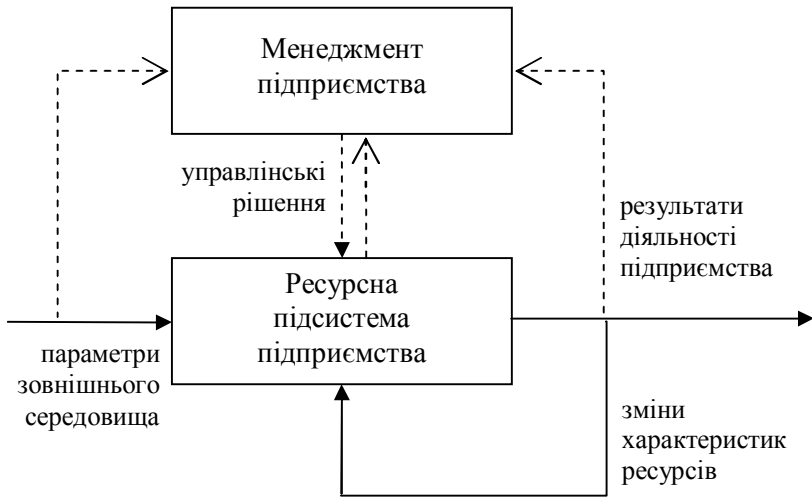 Менеджмент
підприємства
управлінські
рішення
результати
діяльності
підприємства
Ресурсна
підсистема
підприємства
параметри
зовнішнього
середовища
зміни
характеристик
ресурсів